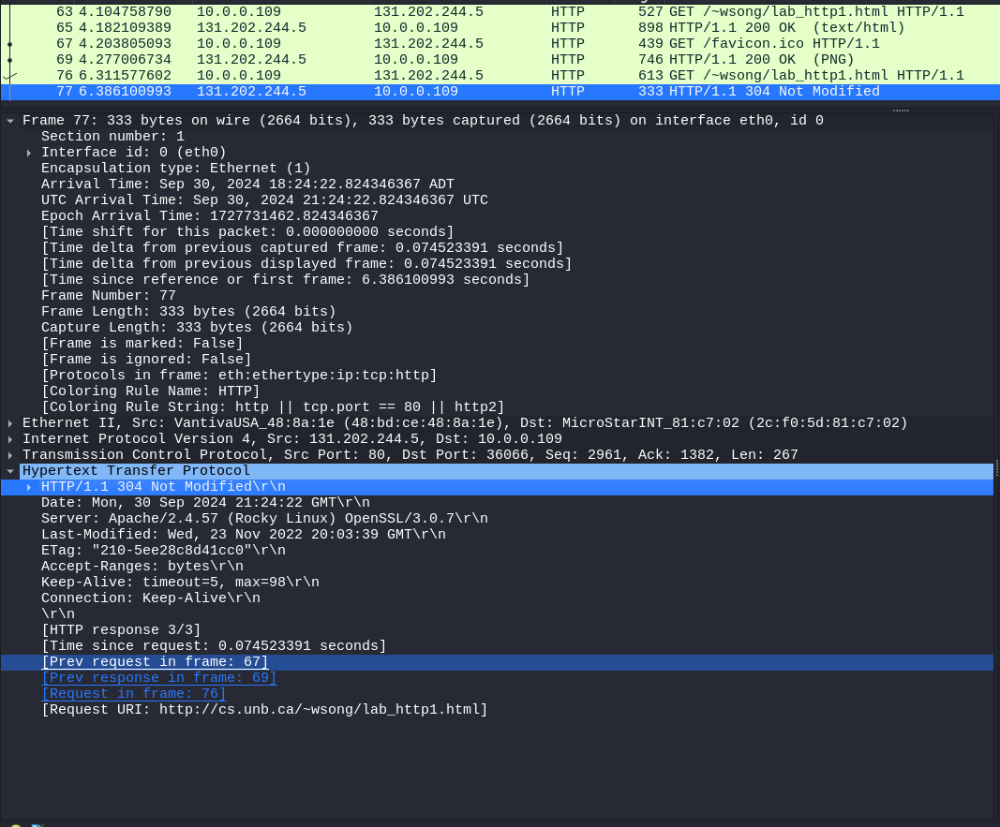 63 4.104758790 10.0.0.109 131.202.244.5 HTTP 527 GET /~wsong/lab_http1.html HTTP/1.1
65 4.182109389 131.202.244.5 10.0.0.109 HTTP 898 HTTP/1.1 200 OK (text/html)
67 4.203805093 10.0.0.109 131.202.244.5 HTTP 439 GET /favicon.ico HTTP/1.1
69 4.277006734 131.202.244.5 10.0.0.109 HTTP 746 HTTP/1.1 200 OK (PNG)
76 6.311577602 10.0.0.109 131.202.244.5 HTTP 613 GET /~wsong/lab_http1.html HTTP/1.1
77 6.386100993 131.202.244.5 10.0.0.109 HTTP 333 HTTP/1.1 304 Not Modified
Frame 77: 333 bytes on wire (2664 bits), 333 bytes captured (2664 bits) on interface eth0, id 0
Section number: 1
Interface id: 0 (eth0)
Encapsulation type: Ethernet (1)
Arrival Time: Sep 30, 2024 18:24:22.824346367 ADT
UTC Arrival Time: Sep 30, 2024 21:24:22.824346367 UTC
Epoch Arrival Time: 1727731462.824346367
[Time shift for this packet: 0.000000000 seconds]
[Time delta from previous captured frame: 0.074523391 seconds]
[Time delta from previous displayed frame: 0.074523391 seconds]
[Time since reference or first frame: 6.386100993 seconds]
Frame Number: 77
Frame Length: 333 bytes (2664 bits)
Capture Length: 333 bytes (2664 bits)
[Frame is marked: False]
[Frame is ignored: False]
[Protocols in frame: eth:ethertype:ip:tcp:http]
[Coloring Rule Name: HTTP]
[Coloring Rule String: http || tcp.port == 80 || http2]
Ethernet II, Src: VantivaUSA_48:8a:1e (48:bd:ce:48:8a:1e), Dst: MicroStarINT_81:c7:02 (2c:f0:5d:81:c7:02)
Internet Protocol Version 4, Src: 131.202.244.5, Dst: 10.0.0.109
Transmission Control Protocol, Src Port: 80, Dst Port: 36066, Seq: 2961, Ack: 1382, Len: 267
Hypertext Transfer Protocol
HTTP/1.1 304 Not Modified\r\n
Date: Mon, 30 Sep 2024 21:24:22 GMT\r\n
Server: Apache/2.4.57 (Rocky Linux) OpenSSL/3.0.7\r\n
Last-Modified: Wed, 23 Nov 2022 20:03:39 GMT\r\n
ETag: "210-5ee28c8d41cc0"\r\n
Accept-Ranges: bytes\r\n
Keep-Alive: timeout=5, max=98\r\n
Connection: Keep-Alive\r\n
\r\n
[HTTP response 3/3]
[Time since request: 0.074523391 seconds]
[Prev request in frame: 67]
[Prev response in frame: 69]
[Request in frame: 76]
[Request URI: http://cs.unb.ca/~wsong/lab_http1.html]